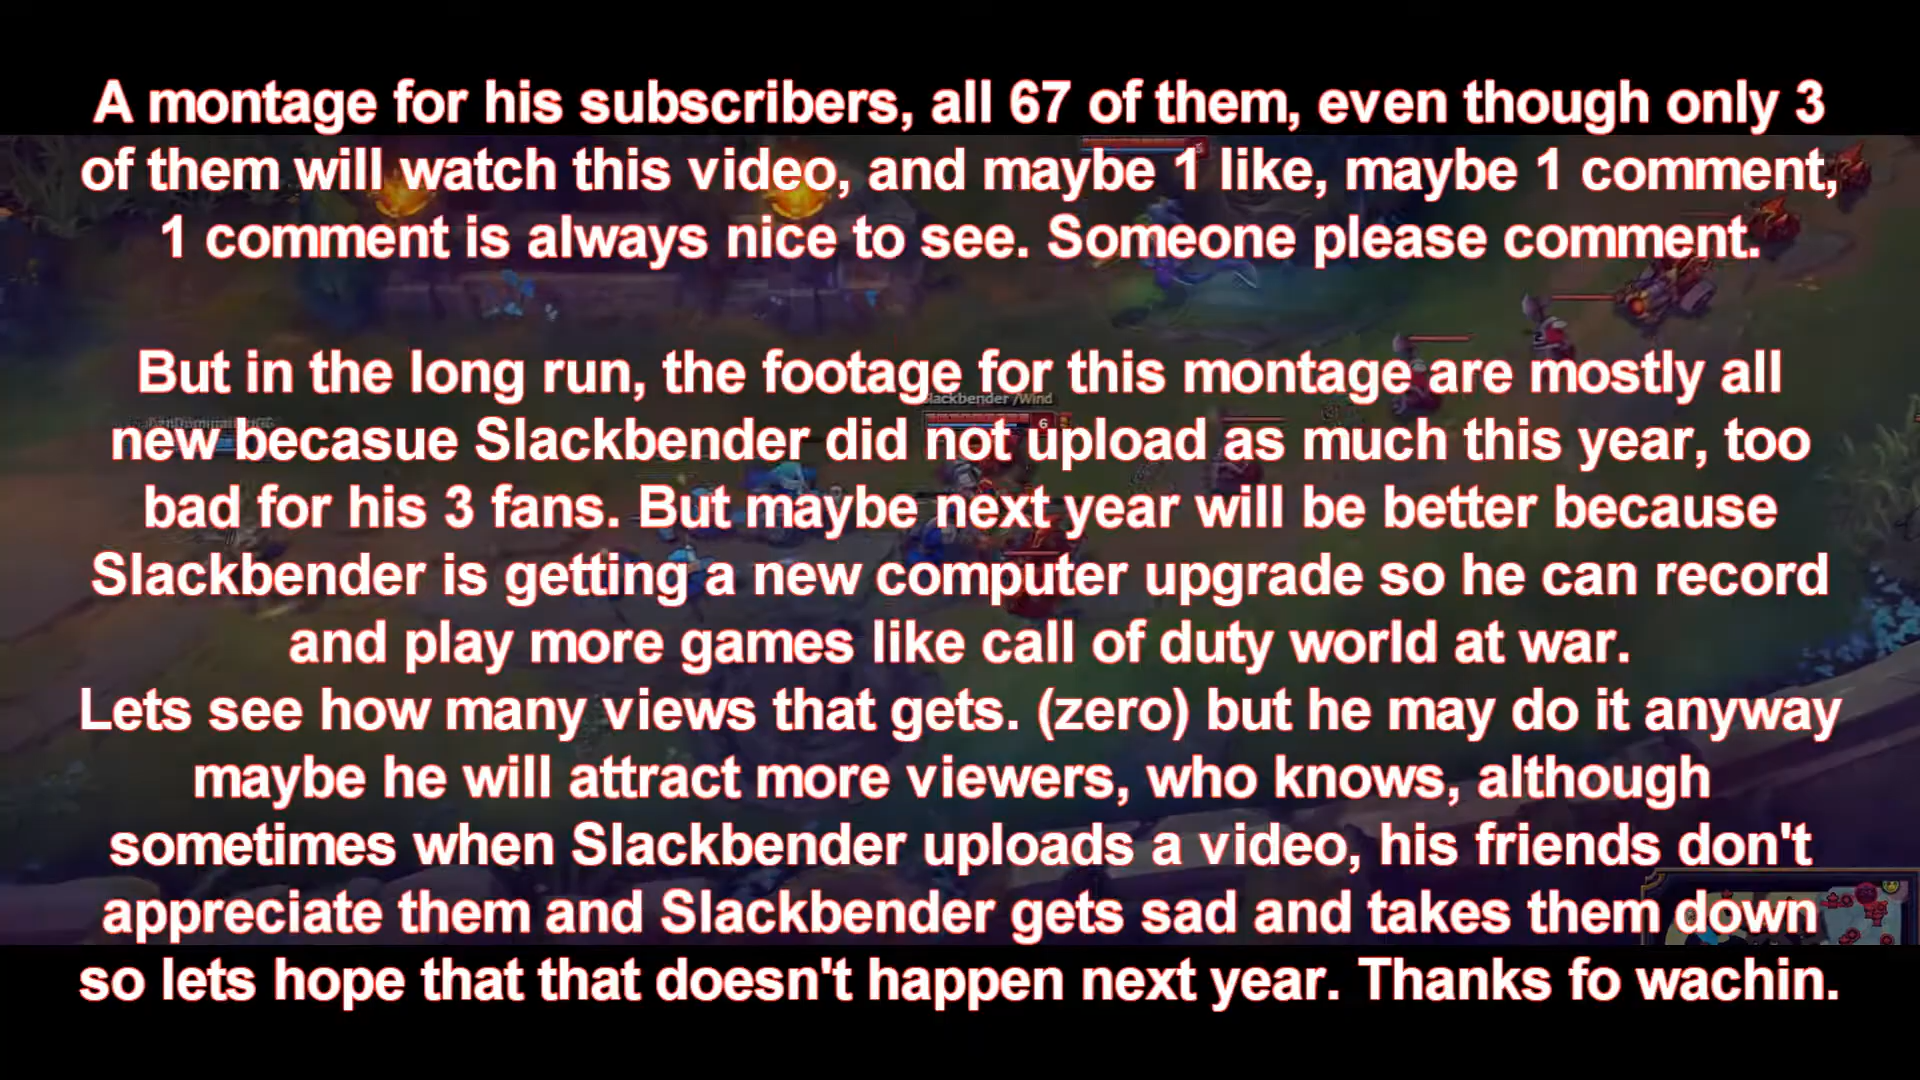 A montage for his subscribers, all 67 of them, even though only 3
of them will watch this video, and maybe 1 like, maybe 1 comment,
1 comment is always nice to see. Someone please comment.
But in the long run, the footage for this montage are mostly all
Slackbender /Wind
6
new becasue Slackbender did not upload as much this year, too
bad for his 3 fans. But maybe next year will be better because
Slackbender is getting a new computer upgrade so he can record
and play more games like call of duty world at war.
Lets see how many views that gets. (zero) but he may do it anyway
maybe he will attract more viewers, who knows, although
sometimes when Slackbender uploads a video, his friends don't
appreciate them and Slackbender gets sad and takes them down
so lets hope that that doesn't happen next year. Thanks fo wachin.